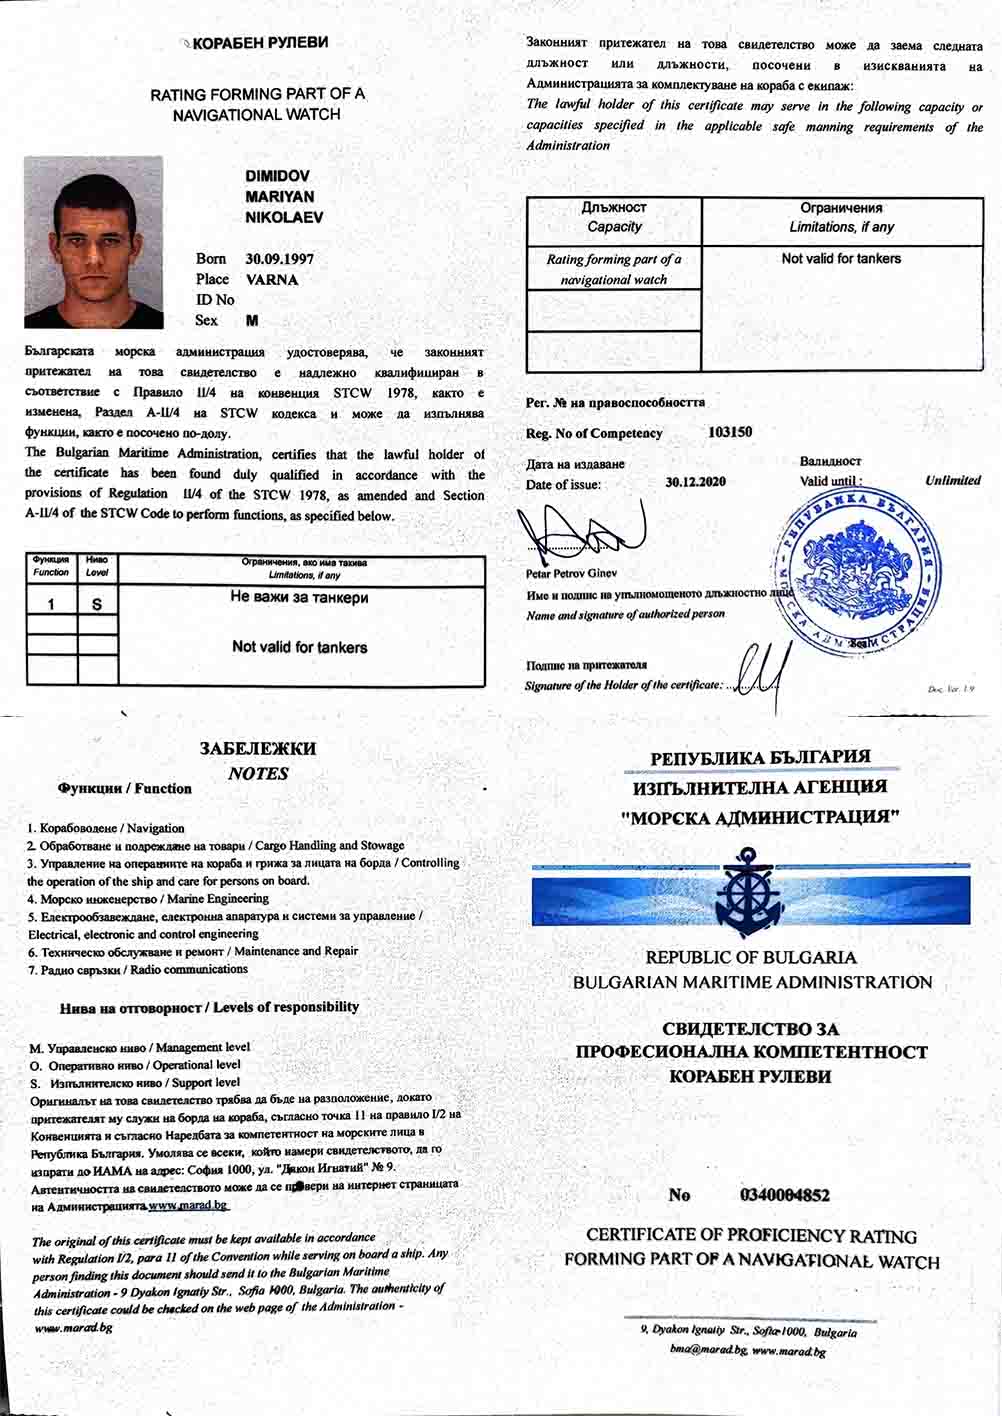 КОРАБЕН РУЛЕВИ
RATING FORMING PART OF A
NAVIGATIONAL WATCH
DIMIDOV
MARIYAN
NIKOLAEV
Born 30.09.1997
Place VARNA
ID No
Sex M
Българската морска администрация удостоверява, че законният
притежател на това свидетелство е надлежно квалифициран в
съответствие с Правило II/4 на конвенция STCW 1978, както е
изменена, Раздел A-II/4 на STCW кодекса и може да изпълнява
функции, както е посочено по-долу.
The Bulgarian Maritime Administration, certifies that the lawful holder of
the certificate has been found duly qualified in accordance with the
provisions of Regulation II/4 of the STCW 1978, as amended and Section
A-II/4 of the STCW Code to perform functions, as specified below.
Функция Ниво Ограничения, ако има такива
Function Level Limitations, if any
1 S Не важи за танкери
Not valid for tankers
Законният притежател на това свидетелство може да заема следната
длъжност или длъжности, посочени в изискванията на
Администрацията за комплектуване на кораба с екипаж:
The lawful holder of this certificate may serve in the following capacity or
capacities specified in the applicable safe manning requirements of the
Administration
Длъжност Ограничения
Capacity Limitations, if any
Rating forming part of a Not valid for tankers
navigational watch
Рег. № на правоспособността
Reg. No of Competency 103150
Дата на издаване Валидност
Date of issue: 30.12.2020 Valid until : Unlimited
Petar Petrov Ginev
Име и подпис на упълномощеното длъжностно лице
Name and signature of authorized person
РЕПУБЛИКА БЪЛГАРИЯ
МОРСКА АДМИНИСТРАЦИЯ
Seal
Подпис на притежателя
Signature of the Holder of the certificate:
Doc. Ver. 1.9
ЗАБЕЛЕЖКИ
NOTES
Функции / Function
1. Корабоводене / Navigation
2. Обработване и подреждане на товари / Cargo Handling and Stowage
3. Управление на операциите на кораба и грижа за лицата на борда / Controlling
the operation of the ship and care for persons on board.
4. Морско инженерство / Marine Engineering
5. Електрообзавеждане, електронна апаратура и системи за управление /
Electrical, electronic and control engineering
6. Техническо обслужване и ремонт / Maintenance and Repair
7. Радио свръзки / Radio communications
Нива на отговорност / Levels of responsibility
M. Управленско ниво / Management level
O. Оперативно ниво / Operational level
S. Изпълнителско ниво / Support level
Оригиналът на това свидетелство трябва да бъде на разположение, докато
притежателят му служи на борда на кораба, съгласно точка 11 на правило I/2 на
Конвенцията и съгласно Наредбата за компетентност на морските лица в
Република България. Умолява се всеки, който намери свидетелството, да го
изпрати до ИАМА на адрес: София 1000, ул. "Дякон Игнатий" № 9.
Автентичността на свидетелството може да се провери на интернет страницата
на Администрацията www.marad.bg
The original of this certificate must be kept available in accordance
with Regulation I/2, para 11 of the Convention while serving on board a ship. Any
person finding this document should send it to the Bulgarian Maritime
Administration - 9 Dyakon Ignatiy Str., Sofia 1000, Bulgaria. The authenticity of
this certificate could be checked on the web page of the Administration -
www.marad.bg
РЕПУБЛИКА БЪЛГАРИЯ
ИЗПЪЛНИТЕЛНА АГЕНЦИЯ
"МОРСКА АДМИНИСТРАЦИЯ"
REPUBLIC OF BULGARIA
BULGARIAN MARITIME ADMINISTRATION
СВИДЕТЕЛСТВО ЗА
ПРОФЕСИОНАЛНА КОМПЕТЕНТНОСТ
КОРАБЕН РУЛЕВИ
No 0340004852
CERTIFICATE OF PROFICIENCY RATING
FORMING PART OF A NAVIGATIONAL WATCH
9, Dyakon Ignatiy Str., Sofia-1000, Bulgaria
bma@marad.bg, www.marad.bg